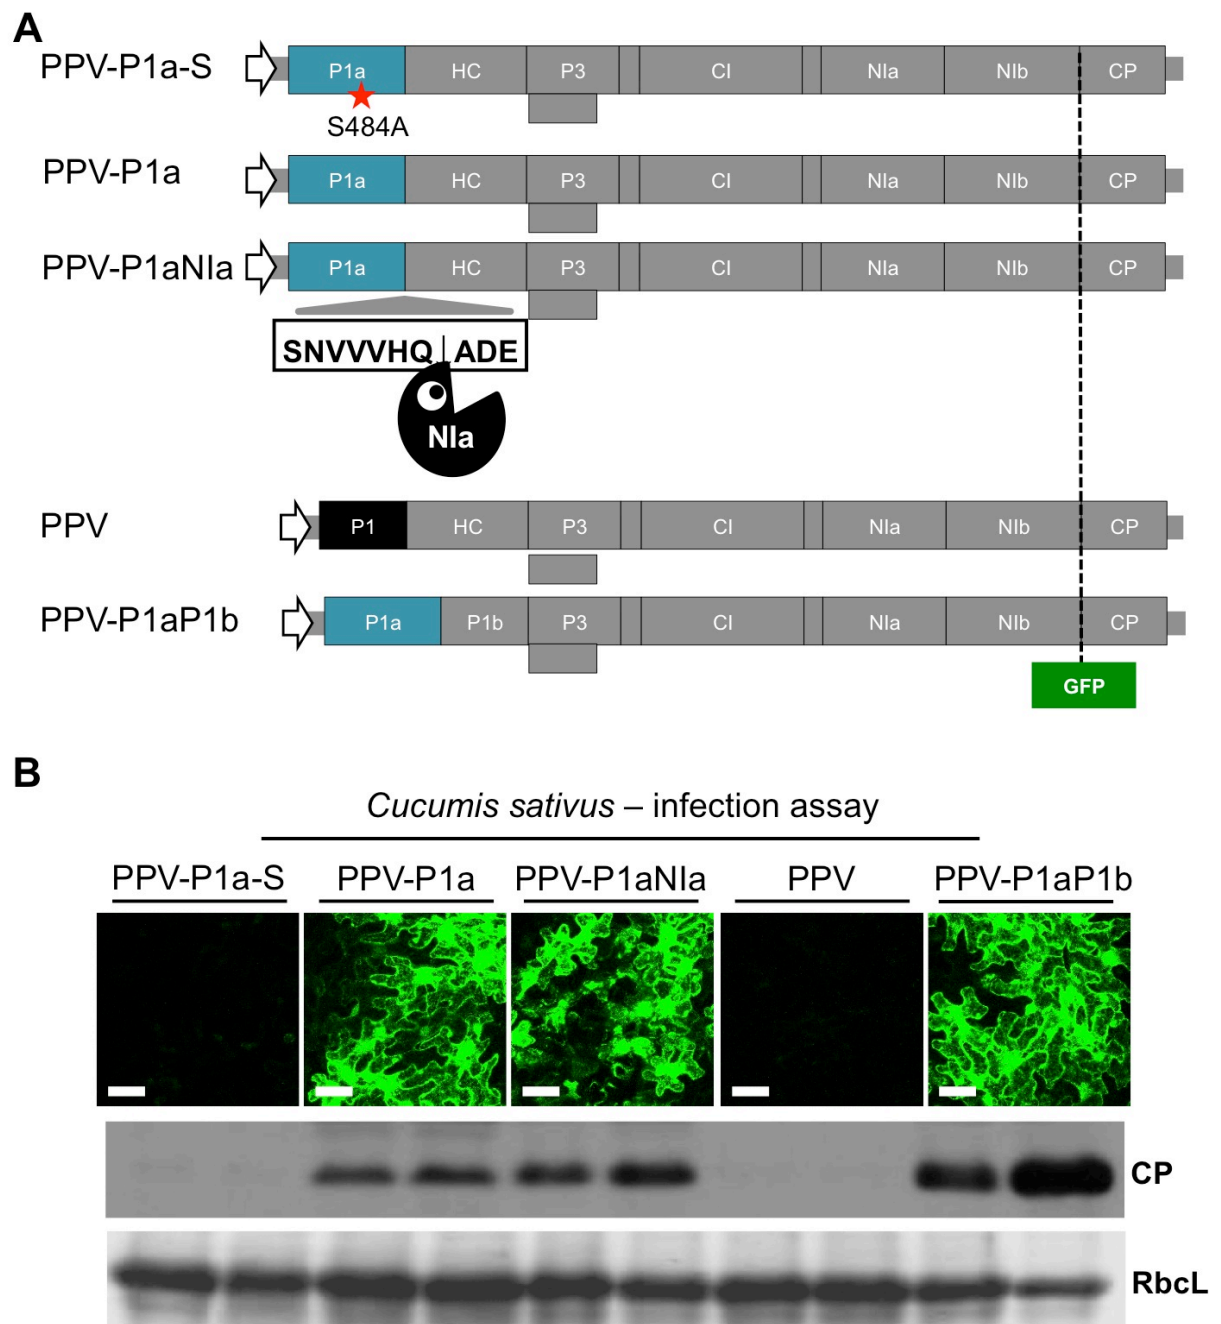 A
PPV-P1a-S
P1a HC P3 CI NIa NIb CP
S484A
PPV-P1a
P1a HC P3 CI NIa NIb CP
PPV-P1aNIa
P1a HC P3 CI NIa NIb CP
SNVVVHQ|ADE
NIa
PPV
P1 HC P3 CI NIa NIb CP
PPV-P1aP1b
P1a P1b P3 CI NIa NIb CP
GFP
B
Cucumis sativus – infection assay
PPV-P1a-S PPV-P1a PPV-P1aNIa PPV PPV-P1aP1b
CP
RbcL